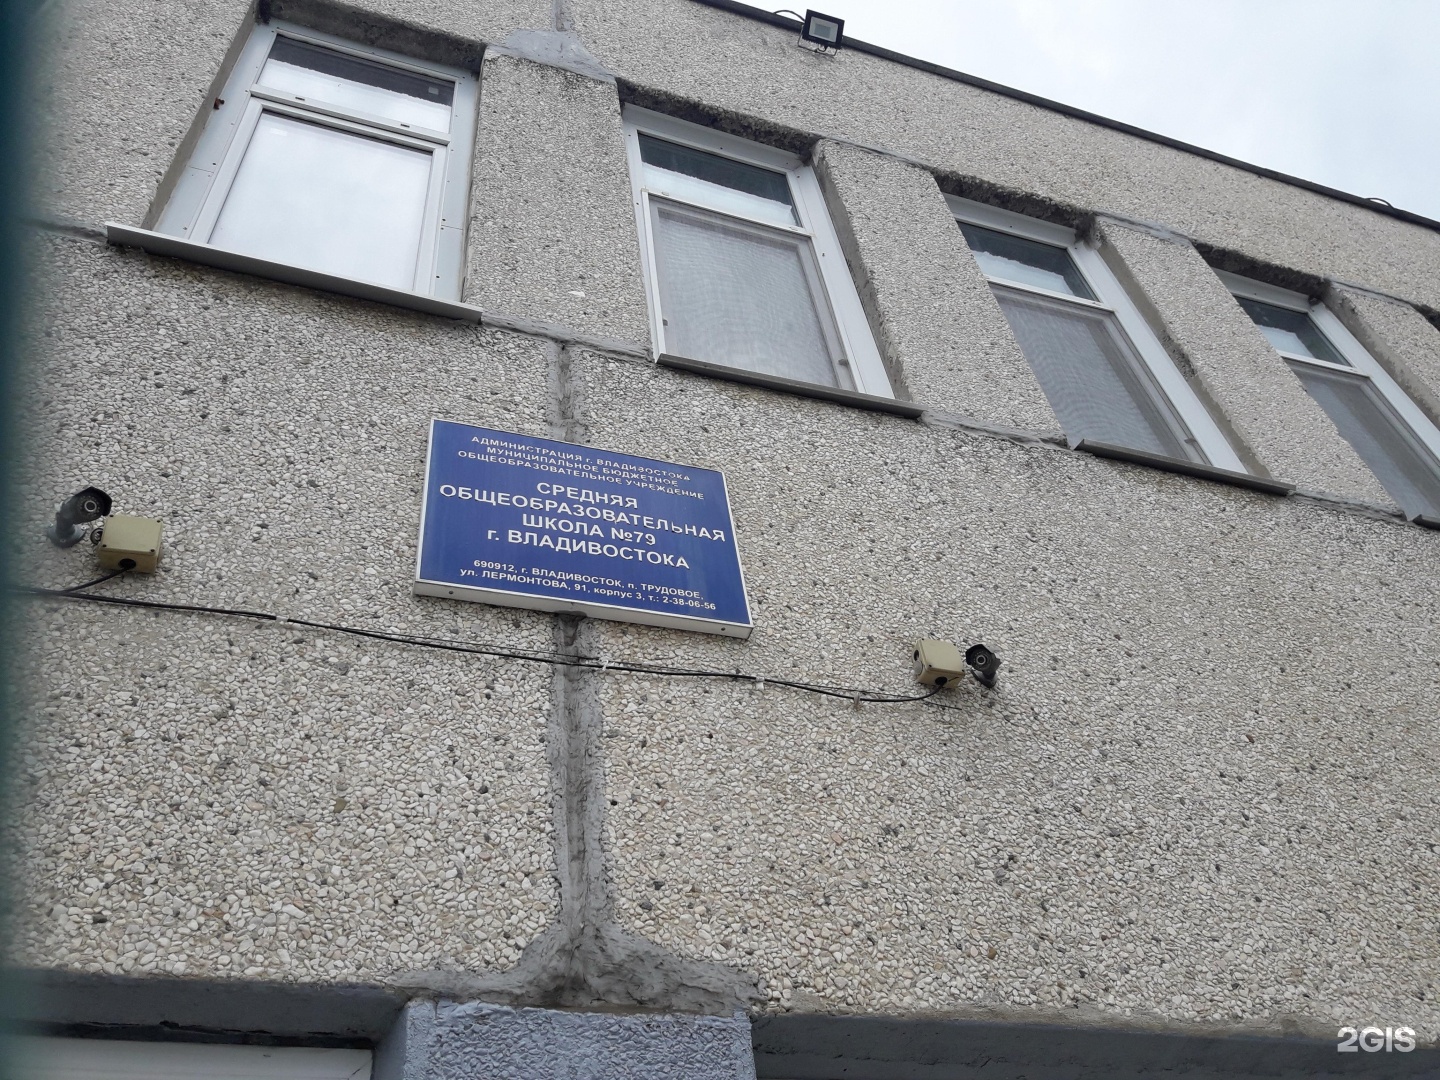 АДМИНИСТРАЦИЯ г. ВЛАДИВОСТОКА
МУНИЦИПАЛЬНОЕ БЮДЖЕТНОЕ
ОБЩЕОБРАЗОВАТЕЛЬНОЕ УЧРЕЖДЕНИЕ
СРЕДНЯЯ
ОБЩЕОБРАЗОВАТЕЛЬНАЯ
ШКОЛА №79
г. ВЛАДИВОСТОКА
690912, г. ВЛАДИВОСТОК, п. ТРУДОВОЕ,
ул. ЛЕРМОНТОВА, 91, корпус 3, т.: 2-38-06-56
2GIS